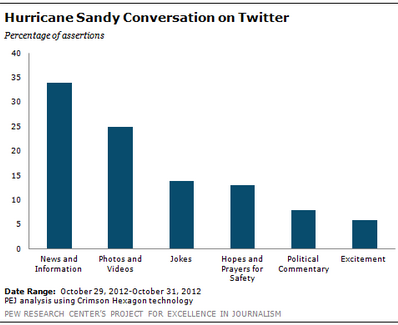 Hurricane Sandy Conversation on Twitter
Percentage of assertions
40
35
30
25
20
15
10
5
0
News and Information
Photos and Videos
Jokes
Hopes and Prayers for Safety
Political Commentary
Excitement
Date Range: October 29, 2012-October 31, 2012
PEJ analysis using Crimson Hexagon technology
PEW RESEARCH CENTER'S PROJECT FOR EXCELLENCE IN JOURNALISM